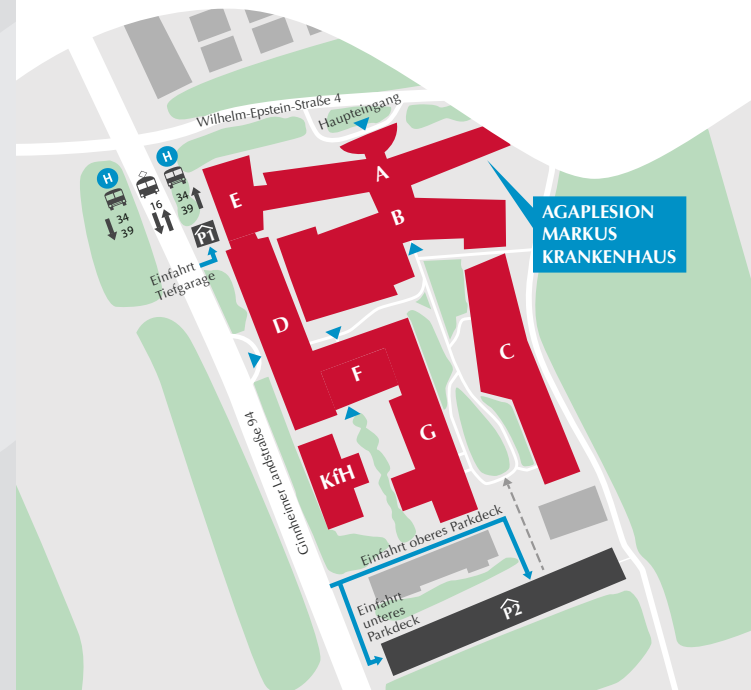 Wilhelm-Epstein-Straße 4
Haupteingang
H
H
34
39
16
34
39
P1
Einfahrt
Tiefgarage
A
B
E
D
C
F
G
KfH
AGAPLESION
MARKUS
KRANKENHAUS
Ginnheimer Landstraße 94
Einfahrt oberes Parkdeck
Einfahrt
unteres
Parkdeck
P2